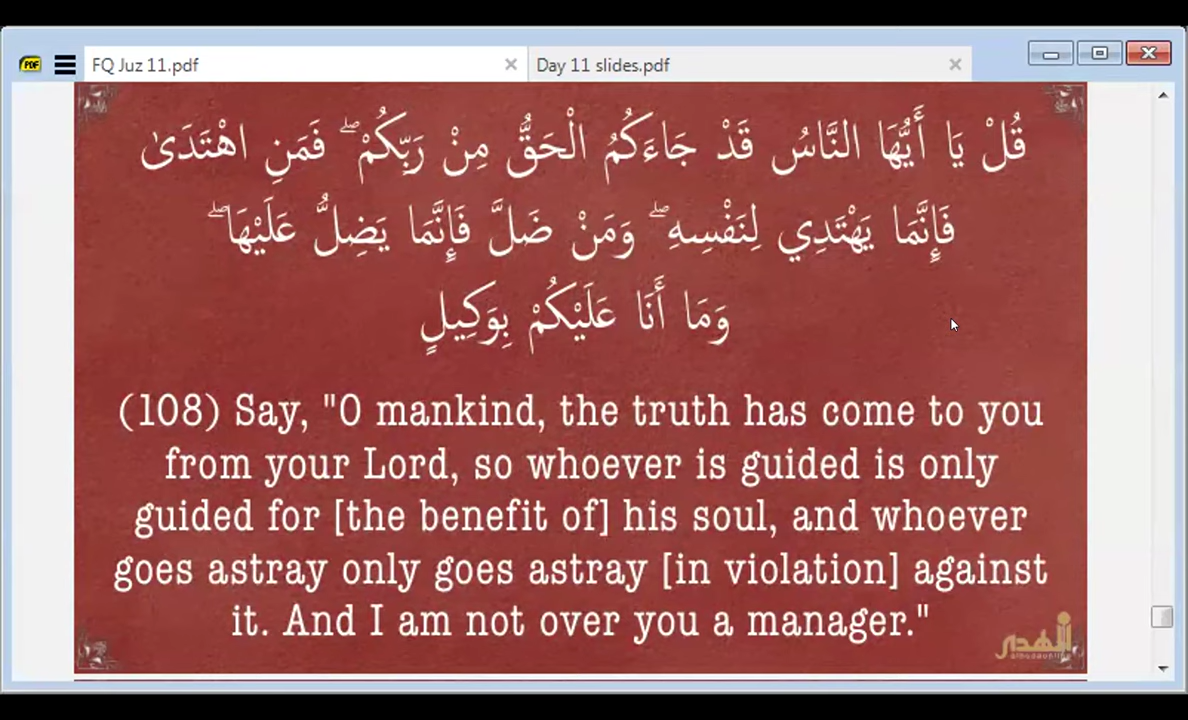 FQ Juz 11.pdf
Day 11 slides.pdf
قُلْ يَا أَيُّهَا النَّاسُ قَدْ جَاءَكُمُ الْحَقُّ مِنْ رَبِّكُمْ ۖ فَمَنِ اهْتَدَىٰ
فَإِنَّمَا يَهْتَدِي لِنَفْسِهِ ۖ وَمَنْ ضَلَّ فَإِنَّمَا يَضِلُّ عَلَيْهَا ۖ
وَمَا أَنَا عَلَيْكُمْ بِوَكِيلٍ
(108) Say, "O mankind, the truth has come to you
from your Lord, so whoever is guided is only
guided for [the benefit of] his soul, and whoever
goes astray only goes astray [in violation] against
it. And I am not over you a manager."
الهدى